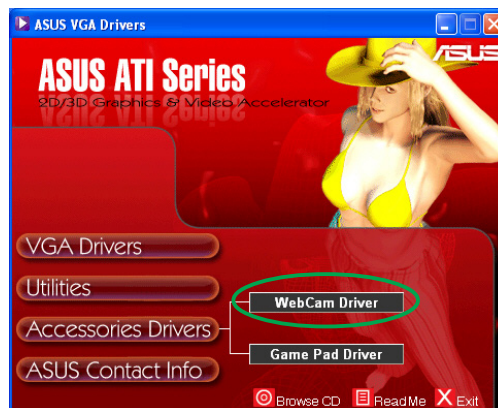 ASUS VGA Drivers
ASUS
ASUS ATI Series
2D/3D Graphics & Video Accelerator
VGA Drivers
Utilities
WebCam Driver
Accessories Drivers
Game Pad Driver
ASUS Contact Info
Browse CD ReadMe Exit